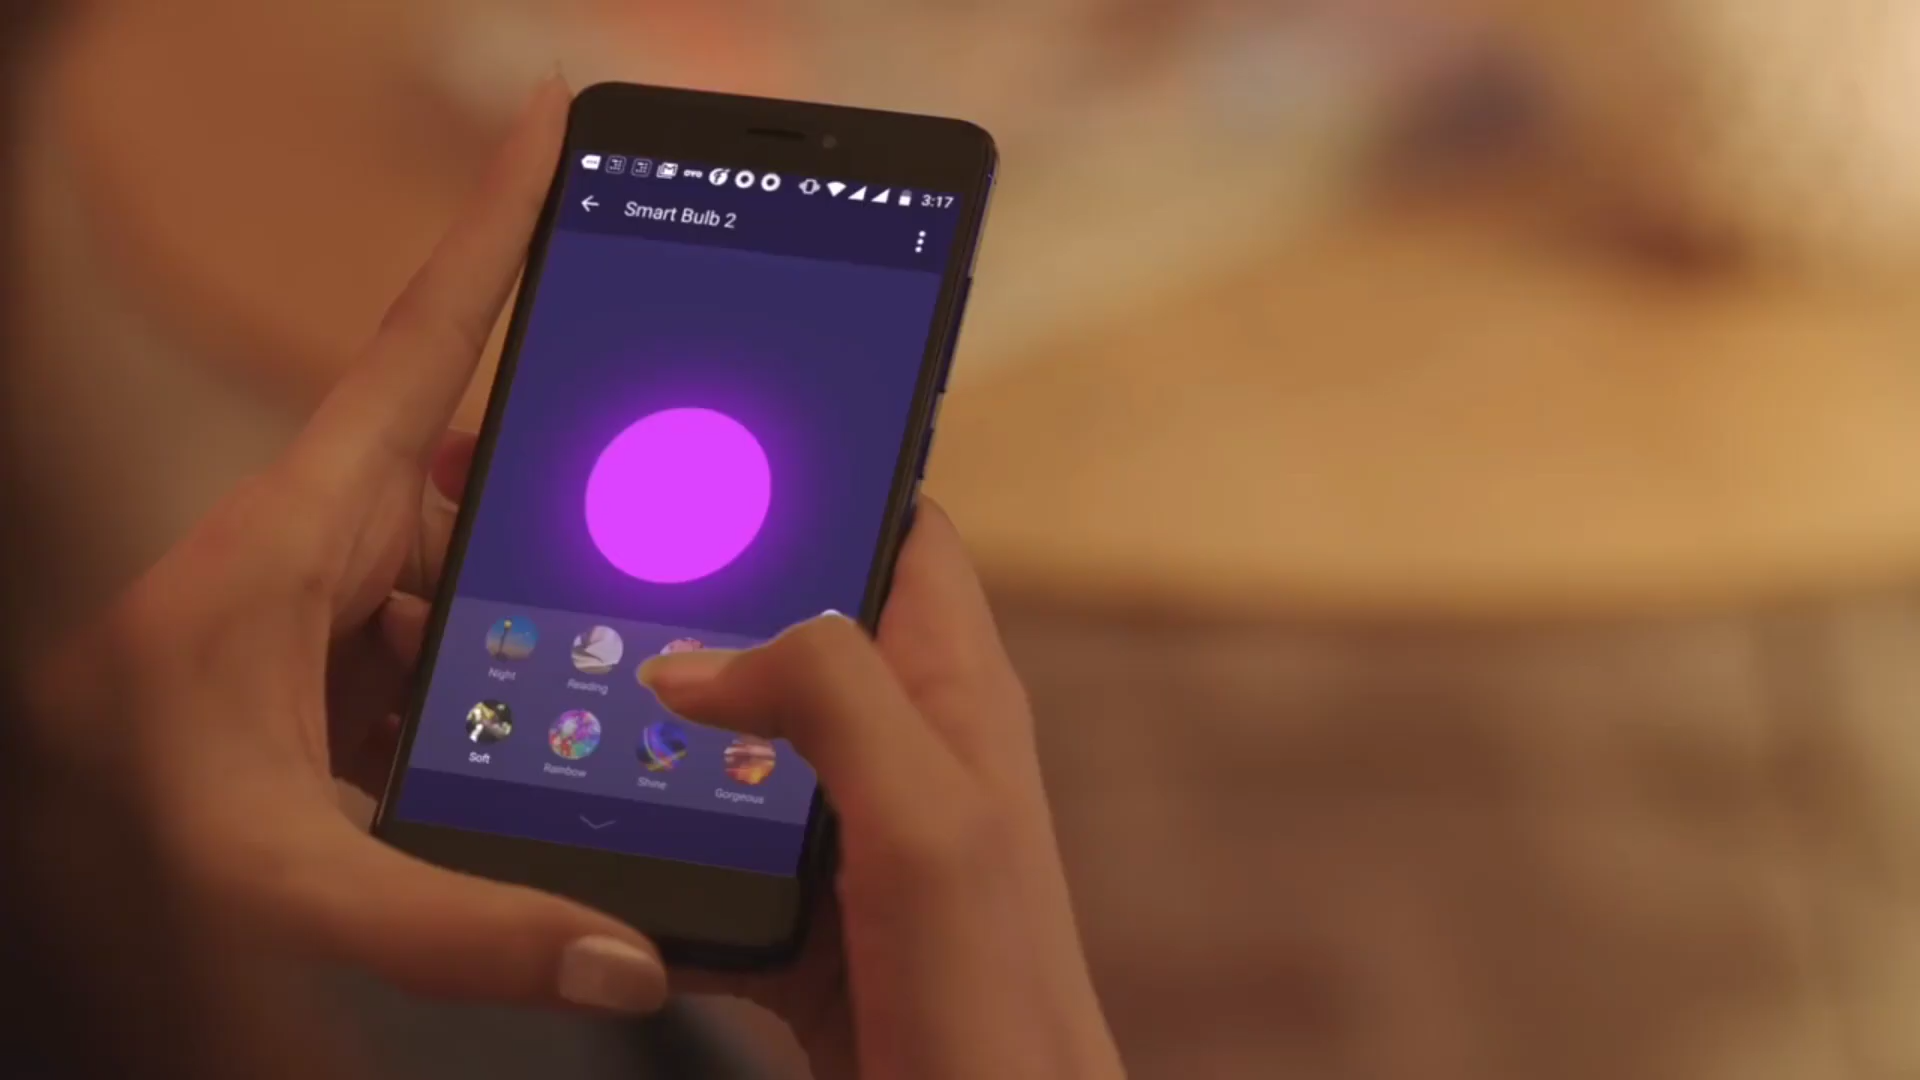 3:17
Smart Bulb 2
Night
Reading
Soft
Rainbow
Shine
Gorgeous